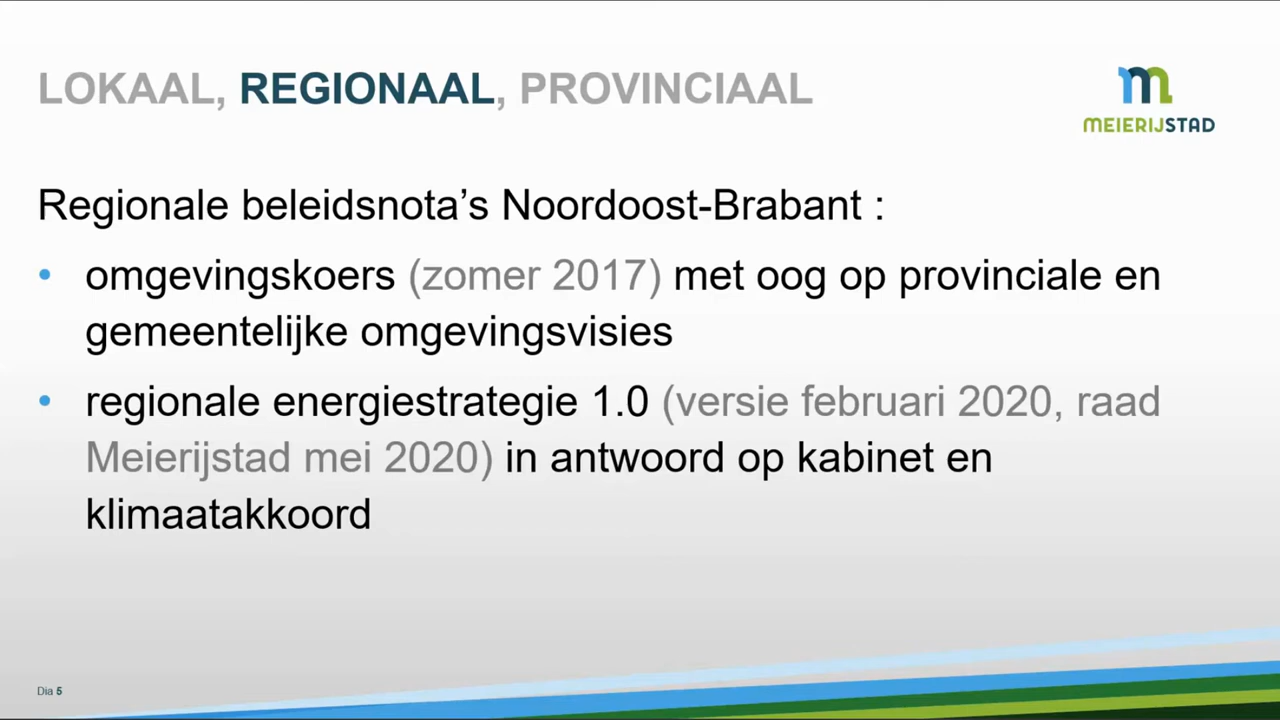 LOKAAL, REGIONAAL, PROVINCIAAL
MEIERIJSTAD
Regionale beleidsnota’s Noordoost-Brabant :
• omgevingskoers (zomer 2017) met oog op provinciale en
gemeentelijke omgevingsvisies
• regionale energiestrategie 1.0 (versie februari 2020, raad
Meierijstad mei 2020) in antwoord op kabinet en
klimaatakkoord
Dia 5